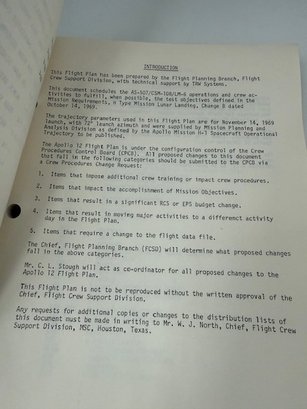 INTRODUCTION
This Flight Plan has been prepared by the Flight Planning Branch, Flight
Crew Support Division, with technical support by TRW Systems.
This document schedules the AS-507/CSM-108/LM-6 operations and crew ac-
tivities to fulfill, when possible, the test objectives defined in the
Mission Requirements, H Type Mission Lunar Landing, Change B dated
October 14, 1969.
The trajectory parameters used in this Flight Plan are for November 14, 1969
launch, with 72° launch azimuth and were supplied by Mission Planning and
Analysis Division as defined by the Apollo Mission H-1 Spacecraft Operational
Trajectory to be published.
The Apollo 12 Flight Plan is under the configuration control of the Crew
Procedures Control Board (CPCB). All proposed changes to this document
that fall in the following categories should be submitted to the CPCB via
a Crew Procedures Change Request:
1. Items that impose additional crew training or impact crew procedures.
2. Items that impact the accomplishment of Mission Objectives.
3. Items that result in a significant RCS or EPS budget change.
4. Items that result in moving major activities to a differenct activity
day in the Flight Plan.
5. Items that require a change to the flight data file.
The Chief, Flight Planning Branch (FCSD) will determine what proposed changes
fall in the above categories.
Mr. C. L. Stough will act as co-ordinator for all proposed changes to the
Apollo 12 Flight Plan.
This Flight Plan is not to be reproduced without the written approval of the
Chief, Flight Crew Support Division.
Any requests for additional copies or changes to the distribution lists of
this document must be made in writing to Mr. W. J. North, Chief, Flight Crew
Support Division, MSC, Houston, Texas.